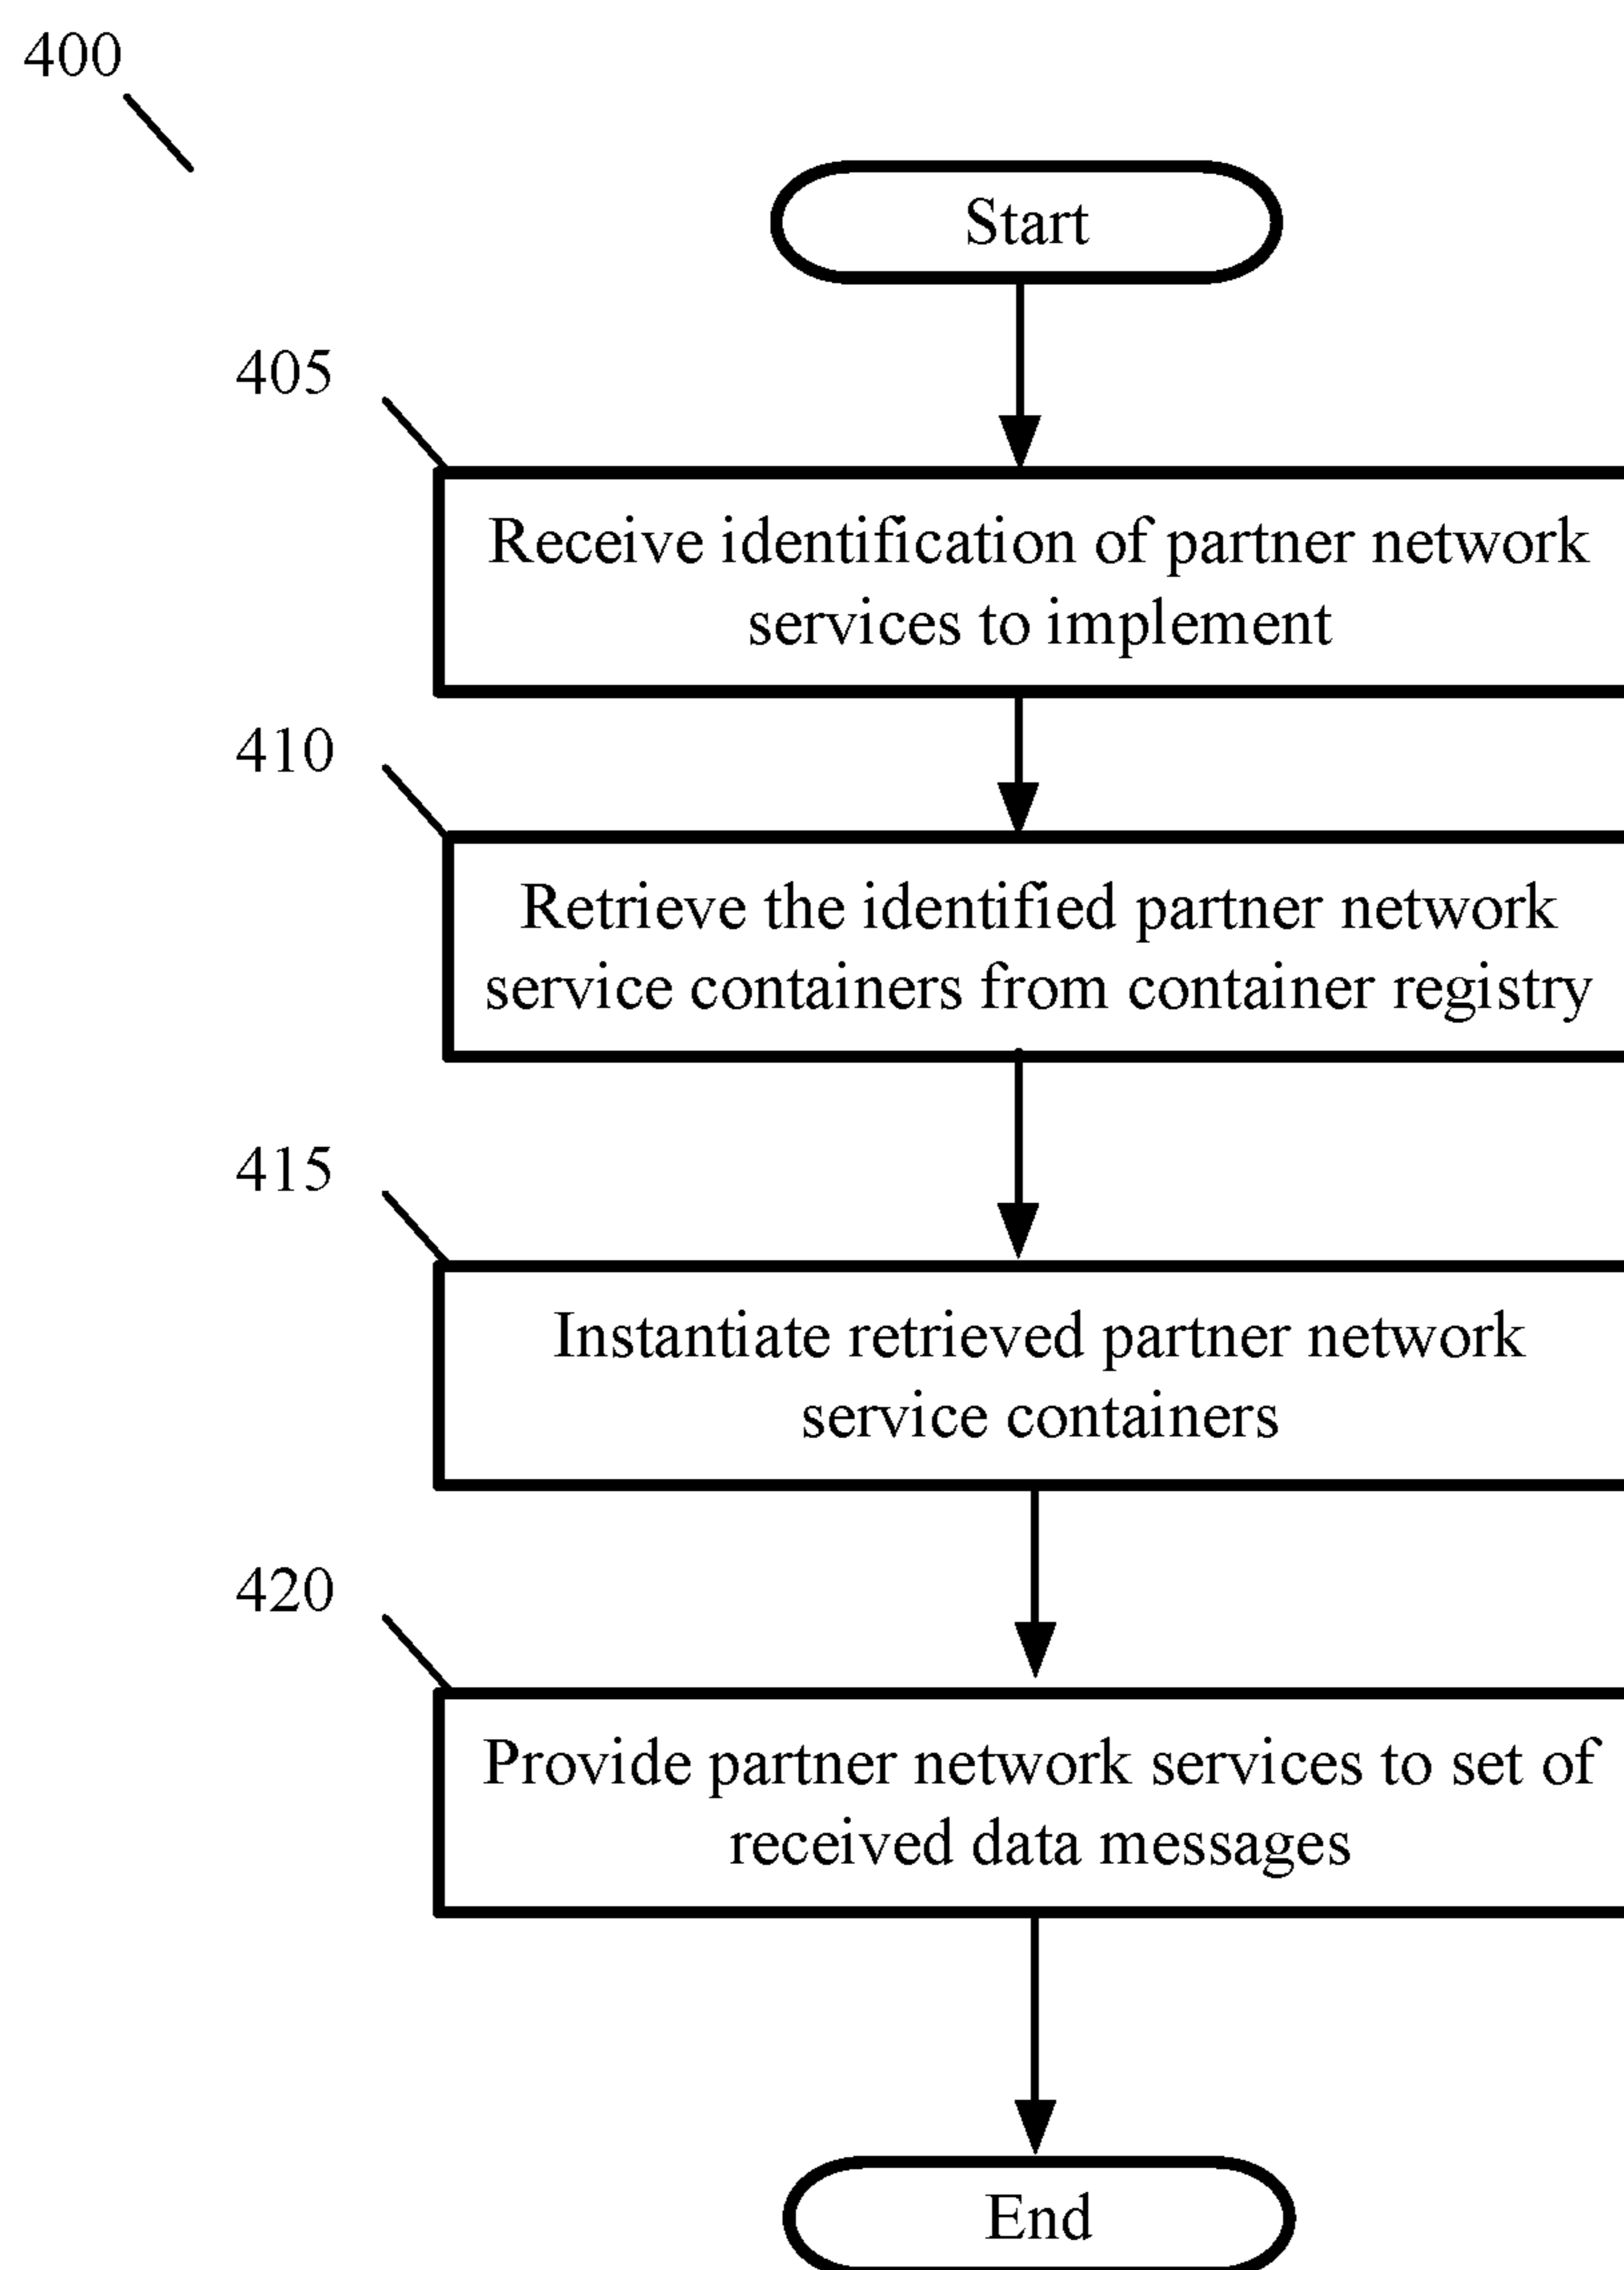 400
Start
405
Receive identification of partner network
services to implement
410
Retrieve the identified partner network
service containers from container registry
415
Instantiate retrieved partner network
service containers
420
Provide partner network services to set of
received data messages
End